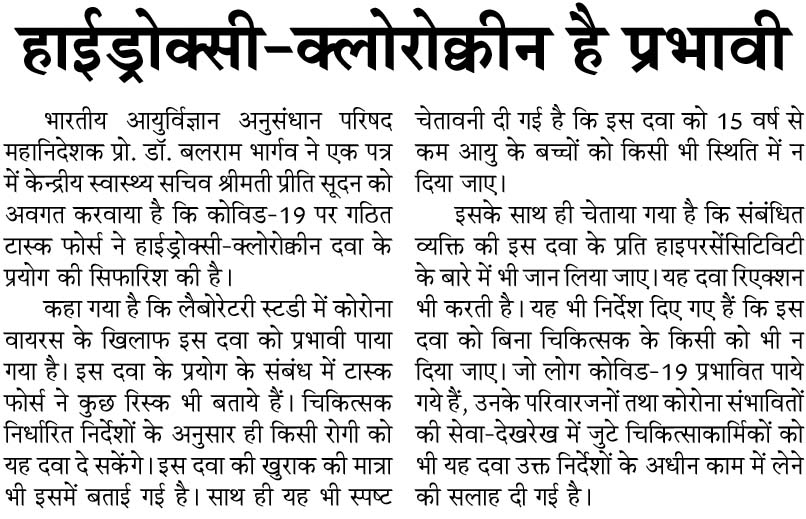 हाईड्रोक्सी-क्लोरोक्वीन है प्रभावी
भारतीय आयुर्विज्ञान अनुसंधान परिषद
महानिदेशक प्रो. डॉ. बलराम भार्गव ने एक पत्र
में केन्द्रीय स्वास्थ्य सचिव श्रीमती प्रीति सूदन को
अवगत करवाया है कि कोविड-19 पर गठित
टास्क फोर्स ने हाईड्रोक्सी-क्लोरोक्वीन दवा के
प्रयोग की सिफारिश की है।
कहा गया है कि लैबोरेटरी स्टडी में कोरोना
वायरस के खिलाफ इस दवा को प्रभावी पाया
गया है। इस दवा के प्रयोग के संबंध में टास्क
फोर्स ने कुछ रिस्क भी बताये हैं। चिकित्सक
निर्धारित निर्देशों के अनुसार ही किसी रोगी को
यह दवा दे सकेंगे। इस दवा की खुराक की मात्रा
भी इसमें बताई गई है। साथ ही यह भी स्पष्ट
चेतावनी दी गई है कि इस दवा को 15 वर्ष से
कम आयु के बच्चों को किसी भी स्थिति में न
दिया जाए।
इसके साथ ही चेताया गया है कि संबंधित
व्यक्ति की इस दवा के प्रति हाइपरसेंसिटिविटी
के बारे में भी जान लिया जाए। यह दवा रिएक्शन
भी करती है। यह भी निर्देश दिए गए हैं कि इस
दवा को बिना चिकित्सक के किसी को भी न
दिया जाए। जो लोग कोविड-19 प्रभावित पाये
गये हैं, उनके परिवारजनों तथा कोरोना संभावितों
की सेवा-देखरेख में जुटे चिकित्साकार्मिकों को
भी यह दवा उक्त निर्देशों के अधीन काम में लेने
की सलाह दी गई है।